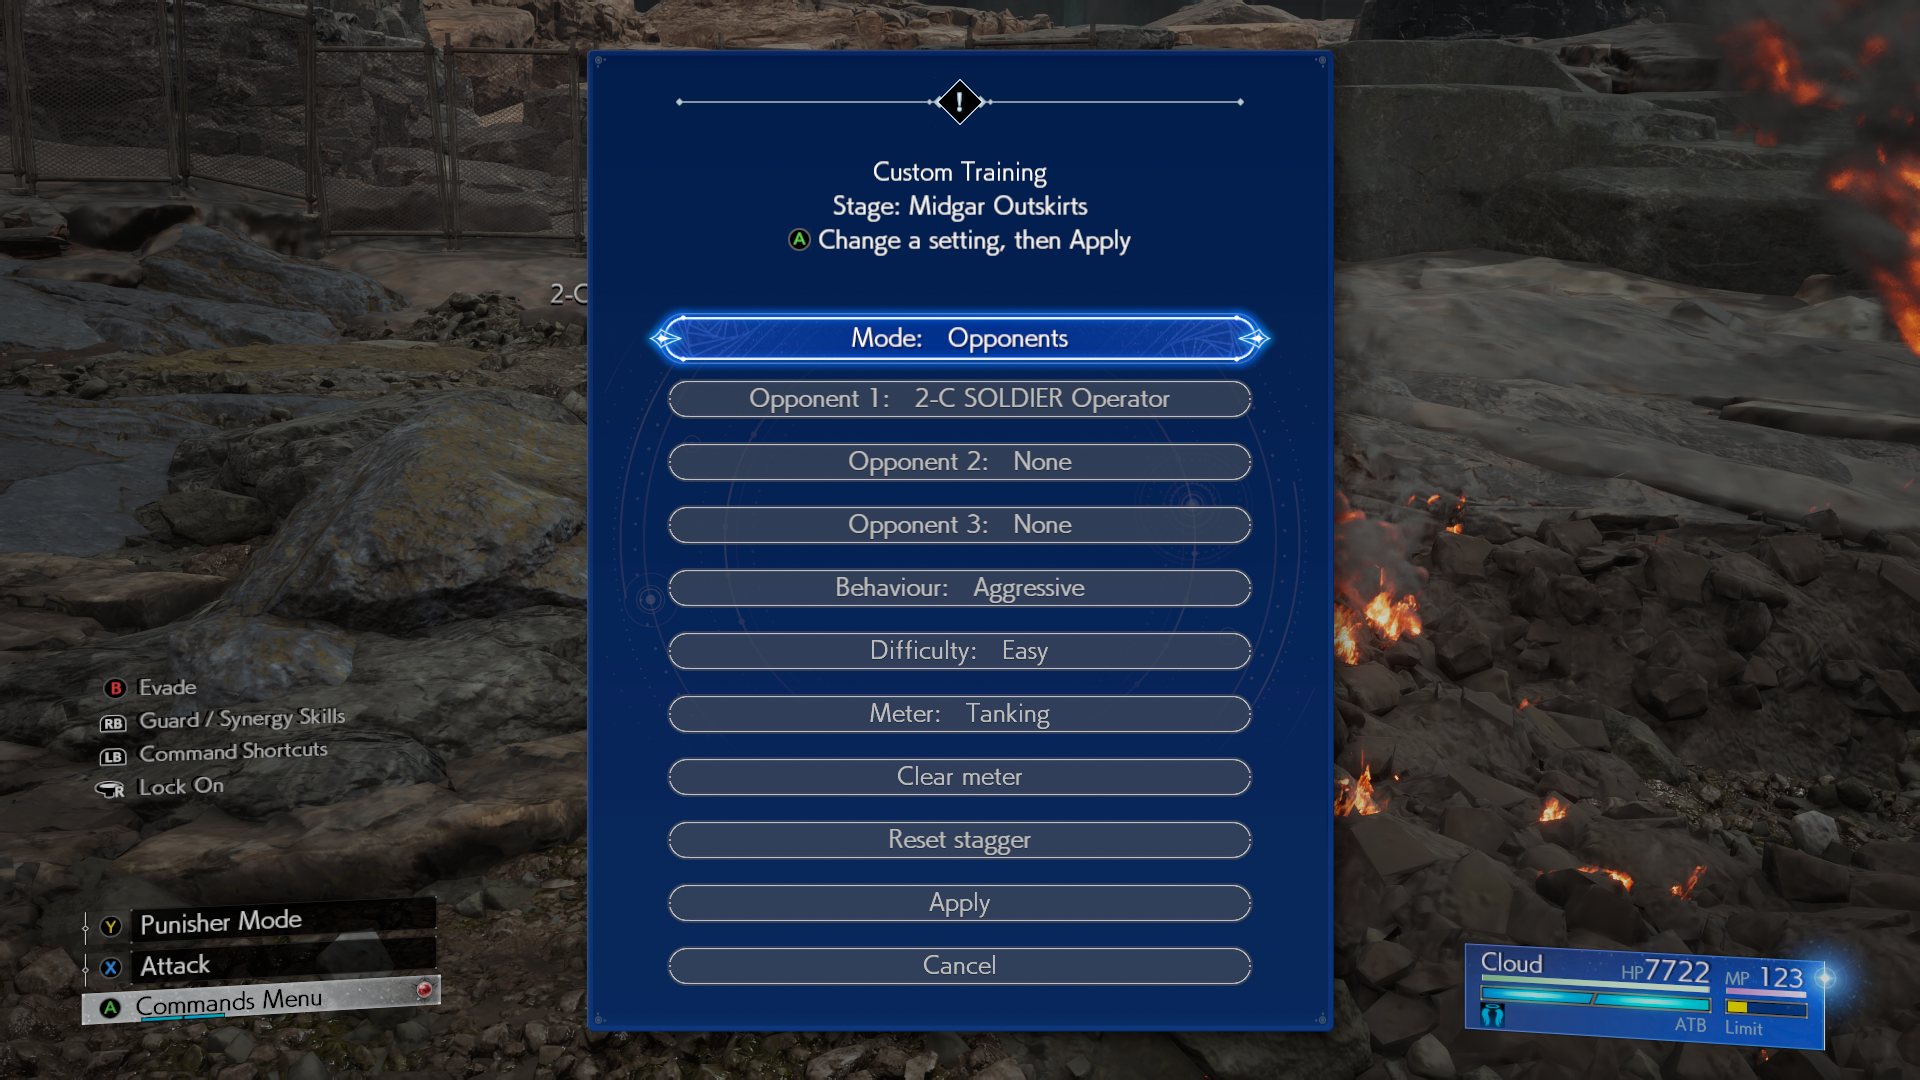 !
Custom Training
Stage: Midgar Outskirts
A Change a setting, then Apply
2-C
Mode: Opponents
Opponent 1: 2-C SOLDIER Operator
Opponent 2: None
Opponent 3: None
Behaviour: Aggressive
Difficulty: Easy
Meter: Tanking
Clear meter
Reset stagger
Apply
Cancel
B Evade
RB Guard / Synergy Skills
LB Command Shortcuts
R Lock On
Y Punisher Mode
X Attack
A Commands Menu
Cloud HP 7722 MP 123
ATB Limit